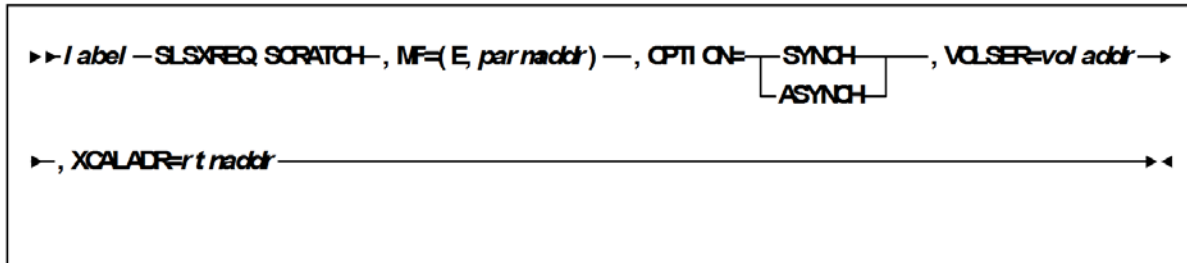 label SLSXREQ SCRATCH , MF=(E, parmaddr) , OPTION= SYNCH , VOLSER=voladdr
ASYNCH
, XCALADR=rtnaddr